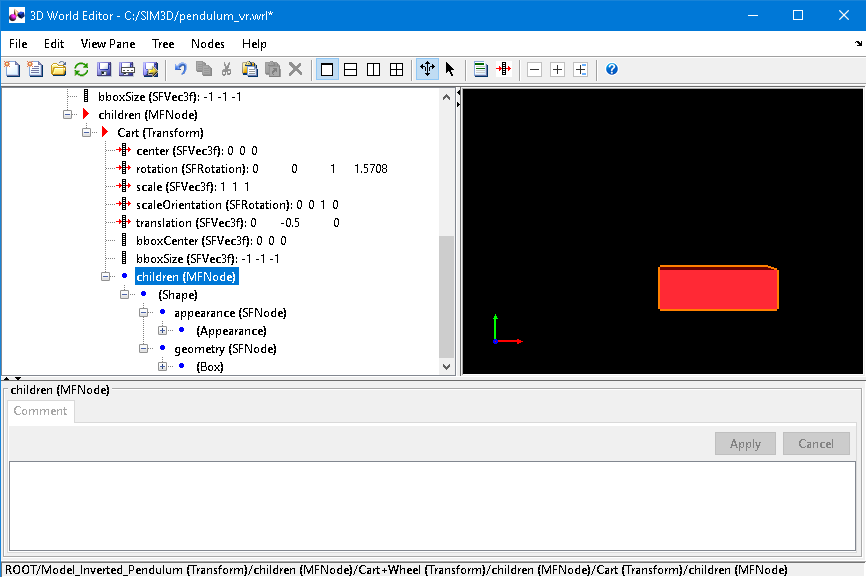 3D World Editor - C:/SIM3D/pendulum_vr.wrl*
File Edit View Pane Tree Nodes Help
bboxSize (SFVec3f): -1 -1 -1
children (MFNode)
Cart (Transform)
center (SFVec3f): 0 0 0
rotation (SFRotation): 0 0 1 1.5708
scale (SFVec3f): 1 1 1
scaleOrientation (SFRotation): 0 0 1 0
translation (SFVec3f): 0 -0.5 0
bboxCenter (SFVec3f): 0 0 0
bboxSize (SFVec3f): -1 -1 -1
children (MFNode)
(Shape)
appearance (SFNode)
(Appearance)
geometry (SFNode)
(Box)
children (MFNode)
Comment
Apply Cancel
ROOT/Model_Inverted_Pendulum (Transform)/children (MFNode)/Cart+Wheel (Transform)/children (MFNode)/Cart (Transform)/children (MFNode)